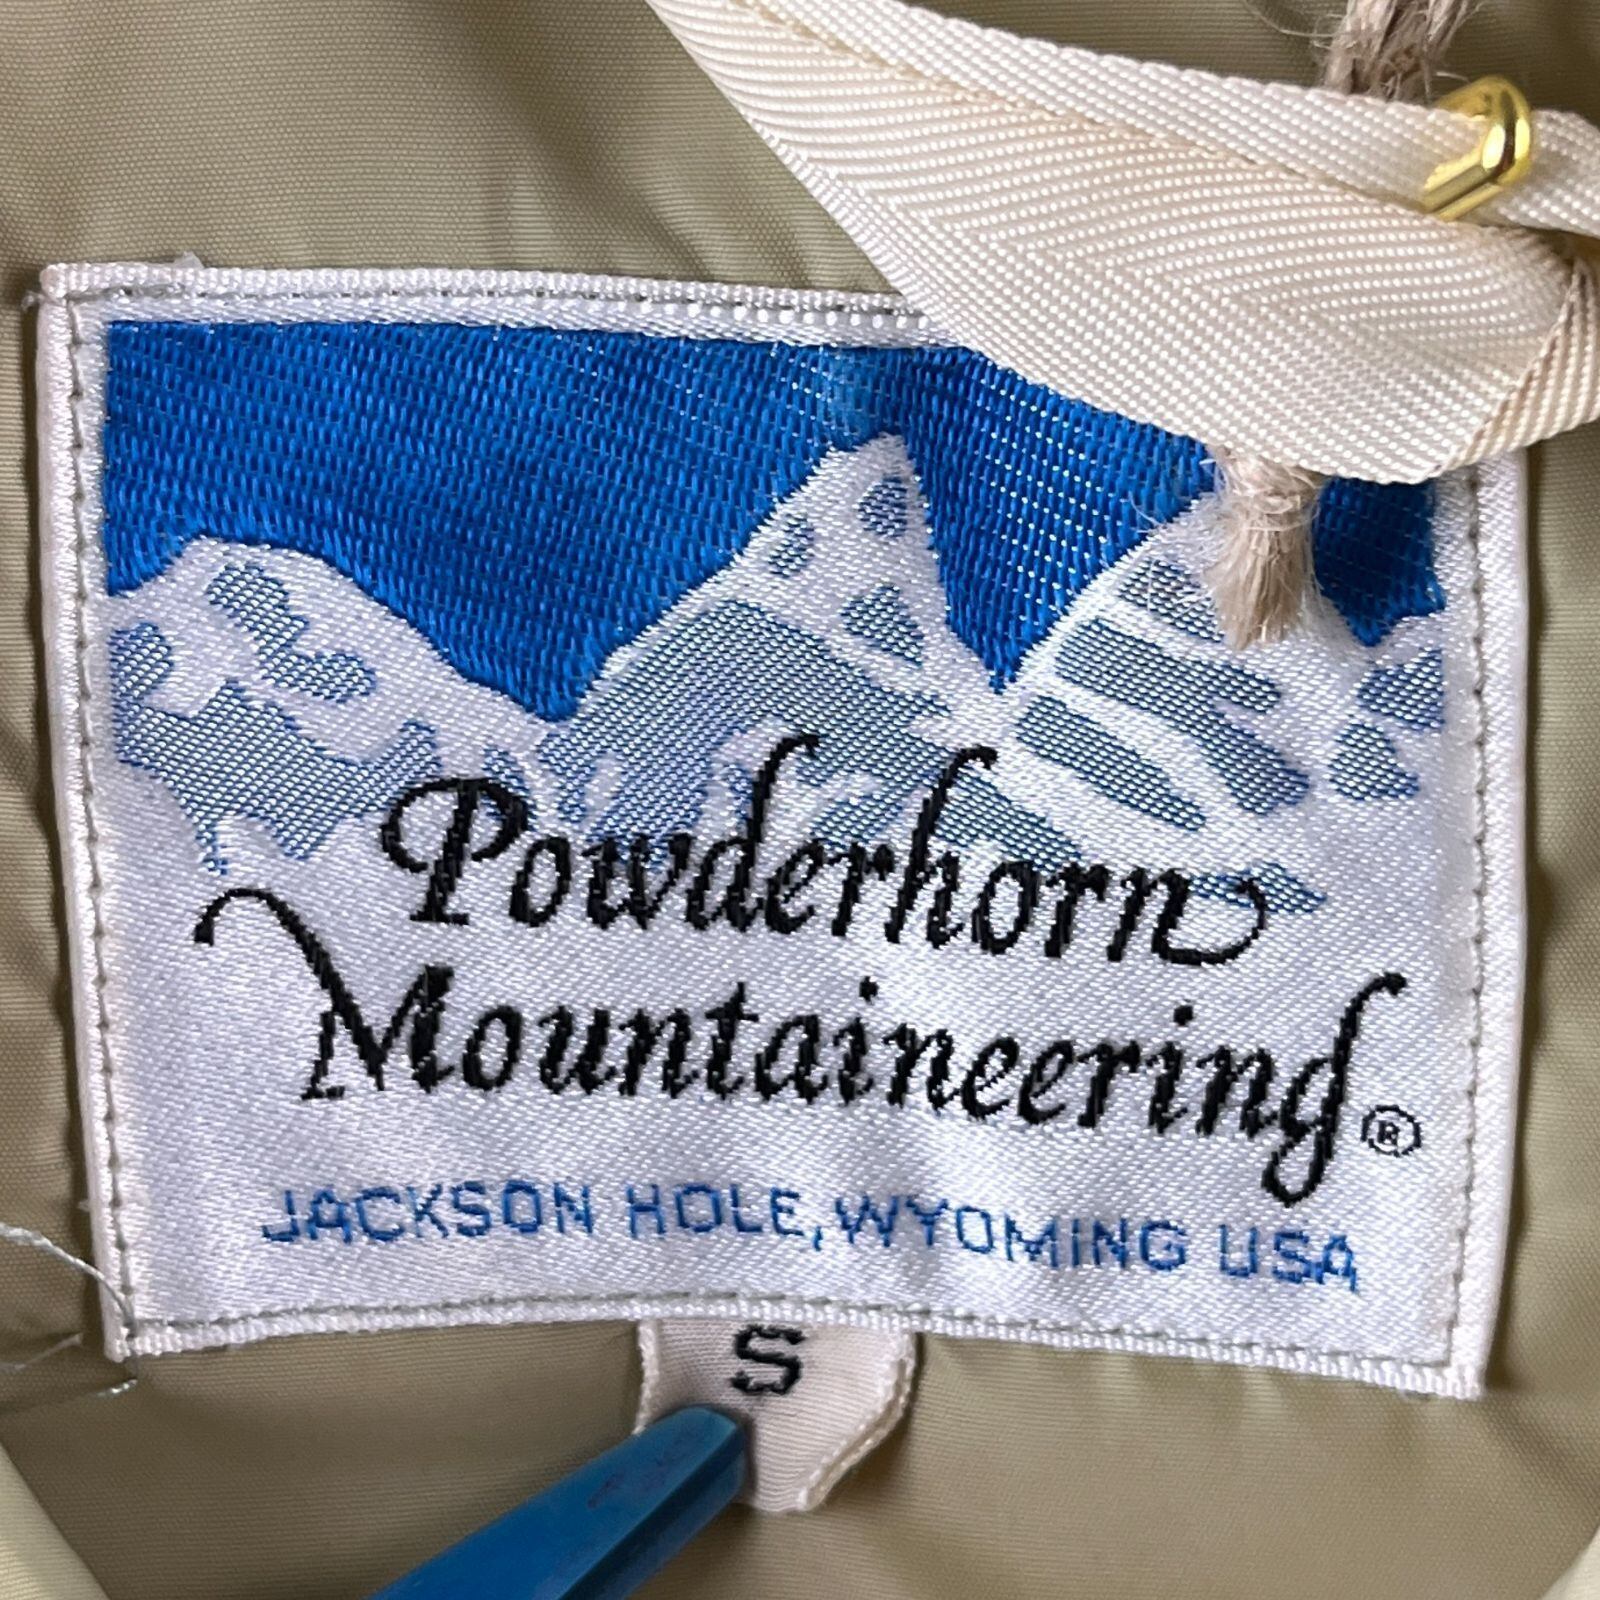 Powderhorn
Mountaineering®
JACKSON HOLE, WYOMING USA
S